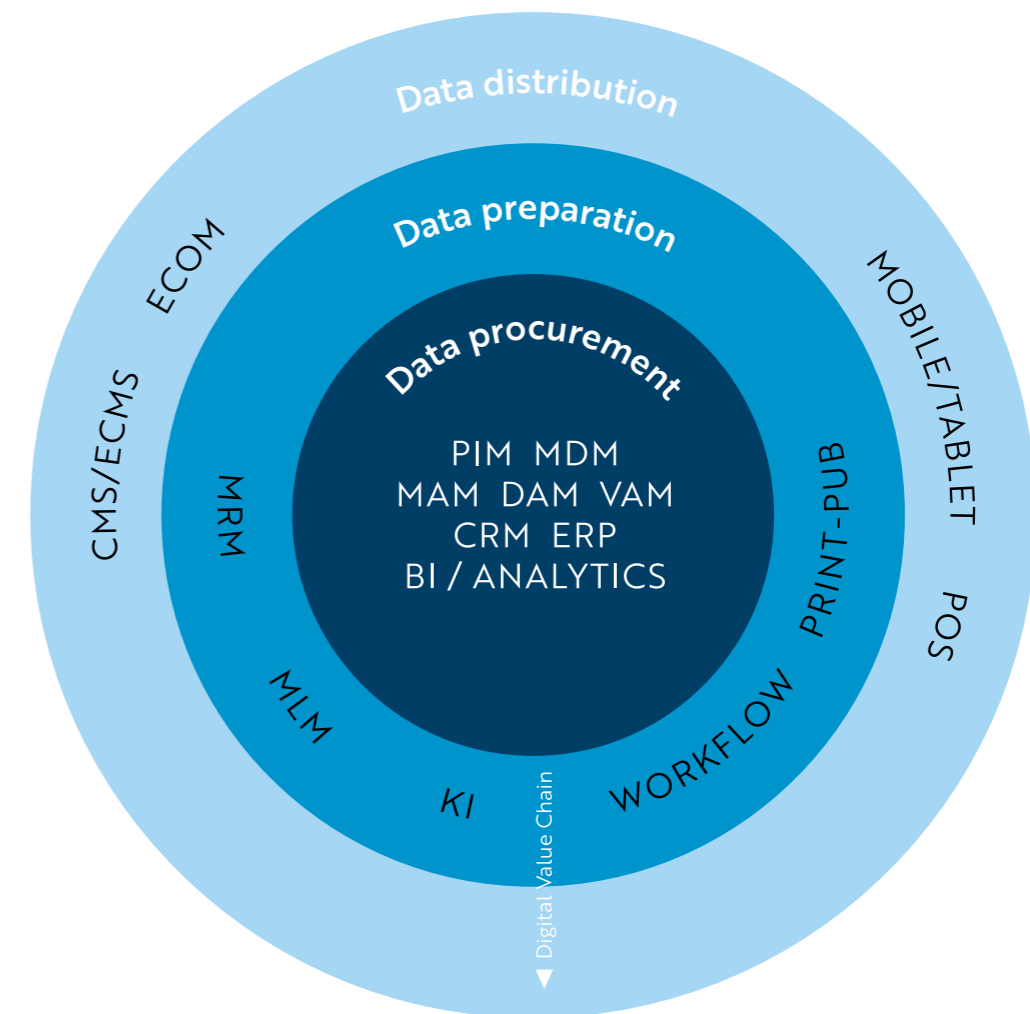 Data distribution
Data preparation
Data procurement
PIM MDM
MAM DAM VAM
CRM ERP
BI / ANALYTICS
ECOM
CMS/ECMS
MOBILE/TABLET
POS
MRM
MLM
KI
WORKFLOW
PRINT-PUB
Digital Value Chain